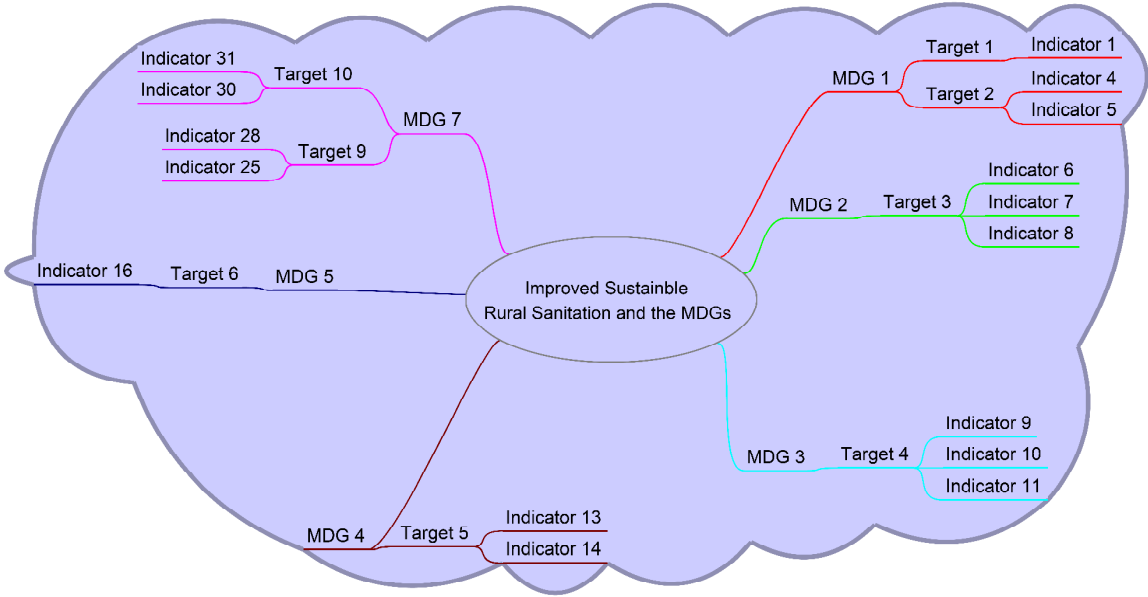 Improved Sustainble
Rural Sanitation and the MDGs
MDG 1
Target 1
Indicator 1
Target 2
Indicator 4
Indicator 5
MDG 2
Target 3
Indicator 6
Indicator 7
Indicator 8
MDG 3
Target 4
Indicator 9
Indicator 10
Indicator 11
MDG 4
Target 5
Indicator 13
Indicator 14
MDG 5
Target 6
Indicator 16
MDG 7
Target 10
Indicator 31
Indicator 30
Target 9
Indicator 28
Indicator 25